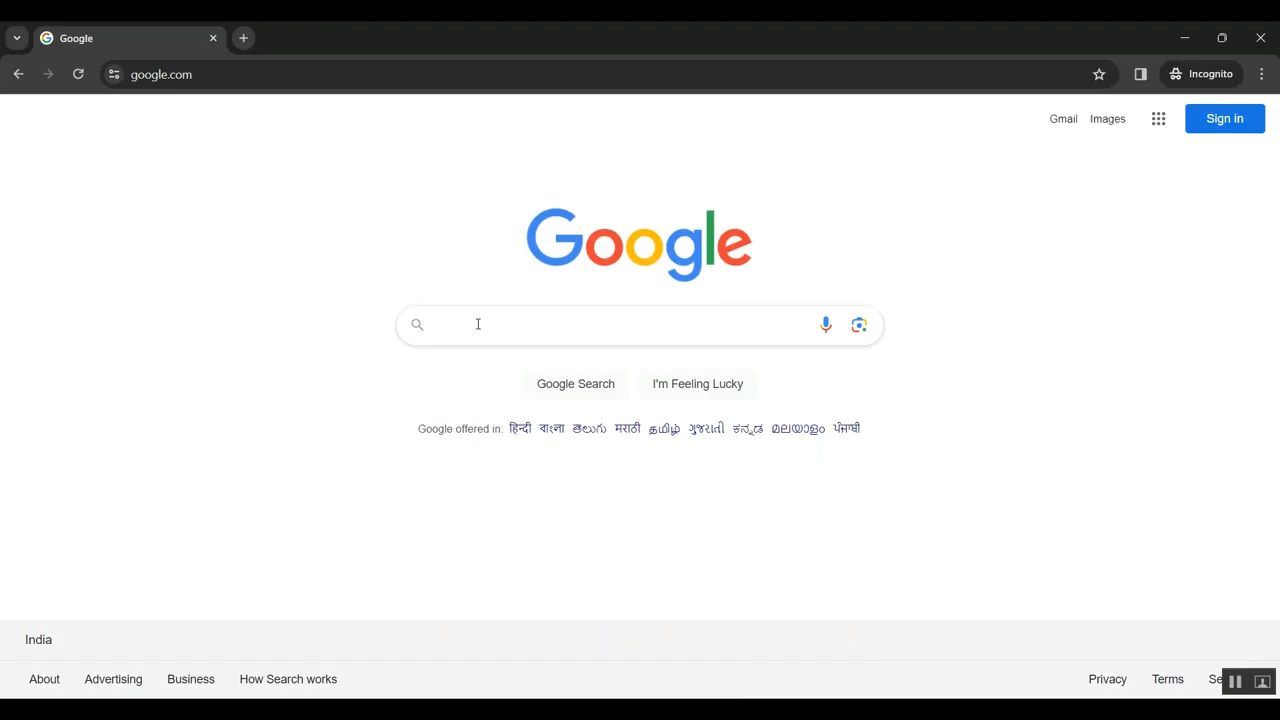 Google
google.com
Incognito
Gmail Images
Sign in
Google
Google Search I'm Feeling Lucky
Google offered in: हिन्दी বাংলা తెలుగు मराठी தமிழ் ગુજરાતી ಕನ್ನಡ മലയാളം ਪੰਜਾਬੀ
India
About Advertising Business How Search works Privacy Terms